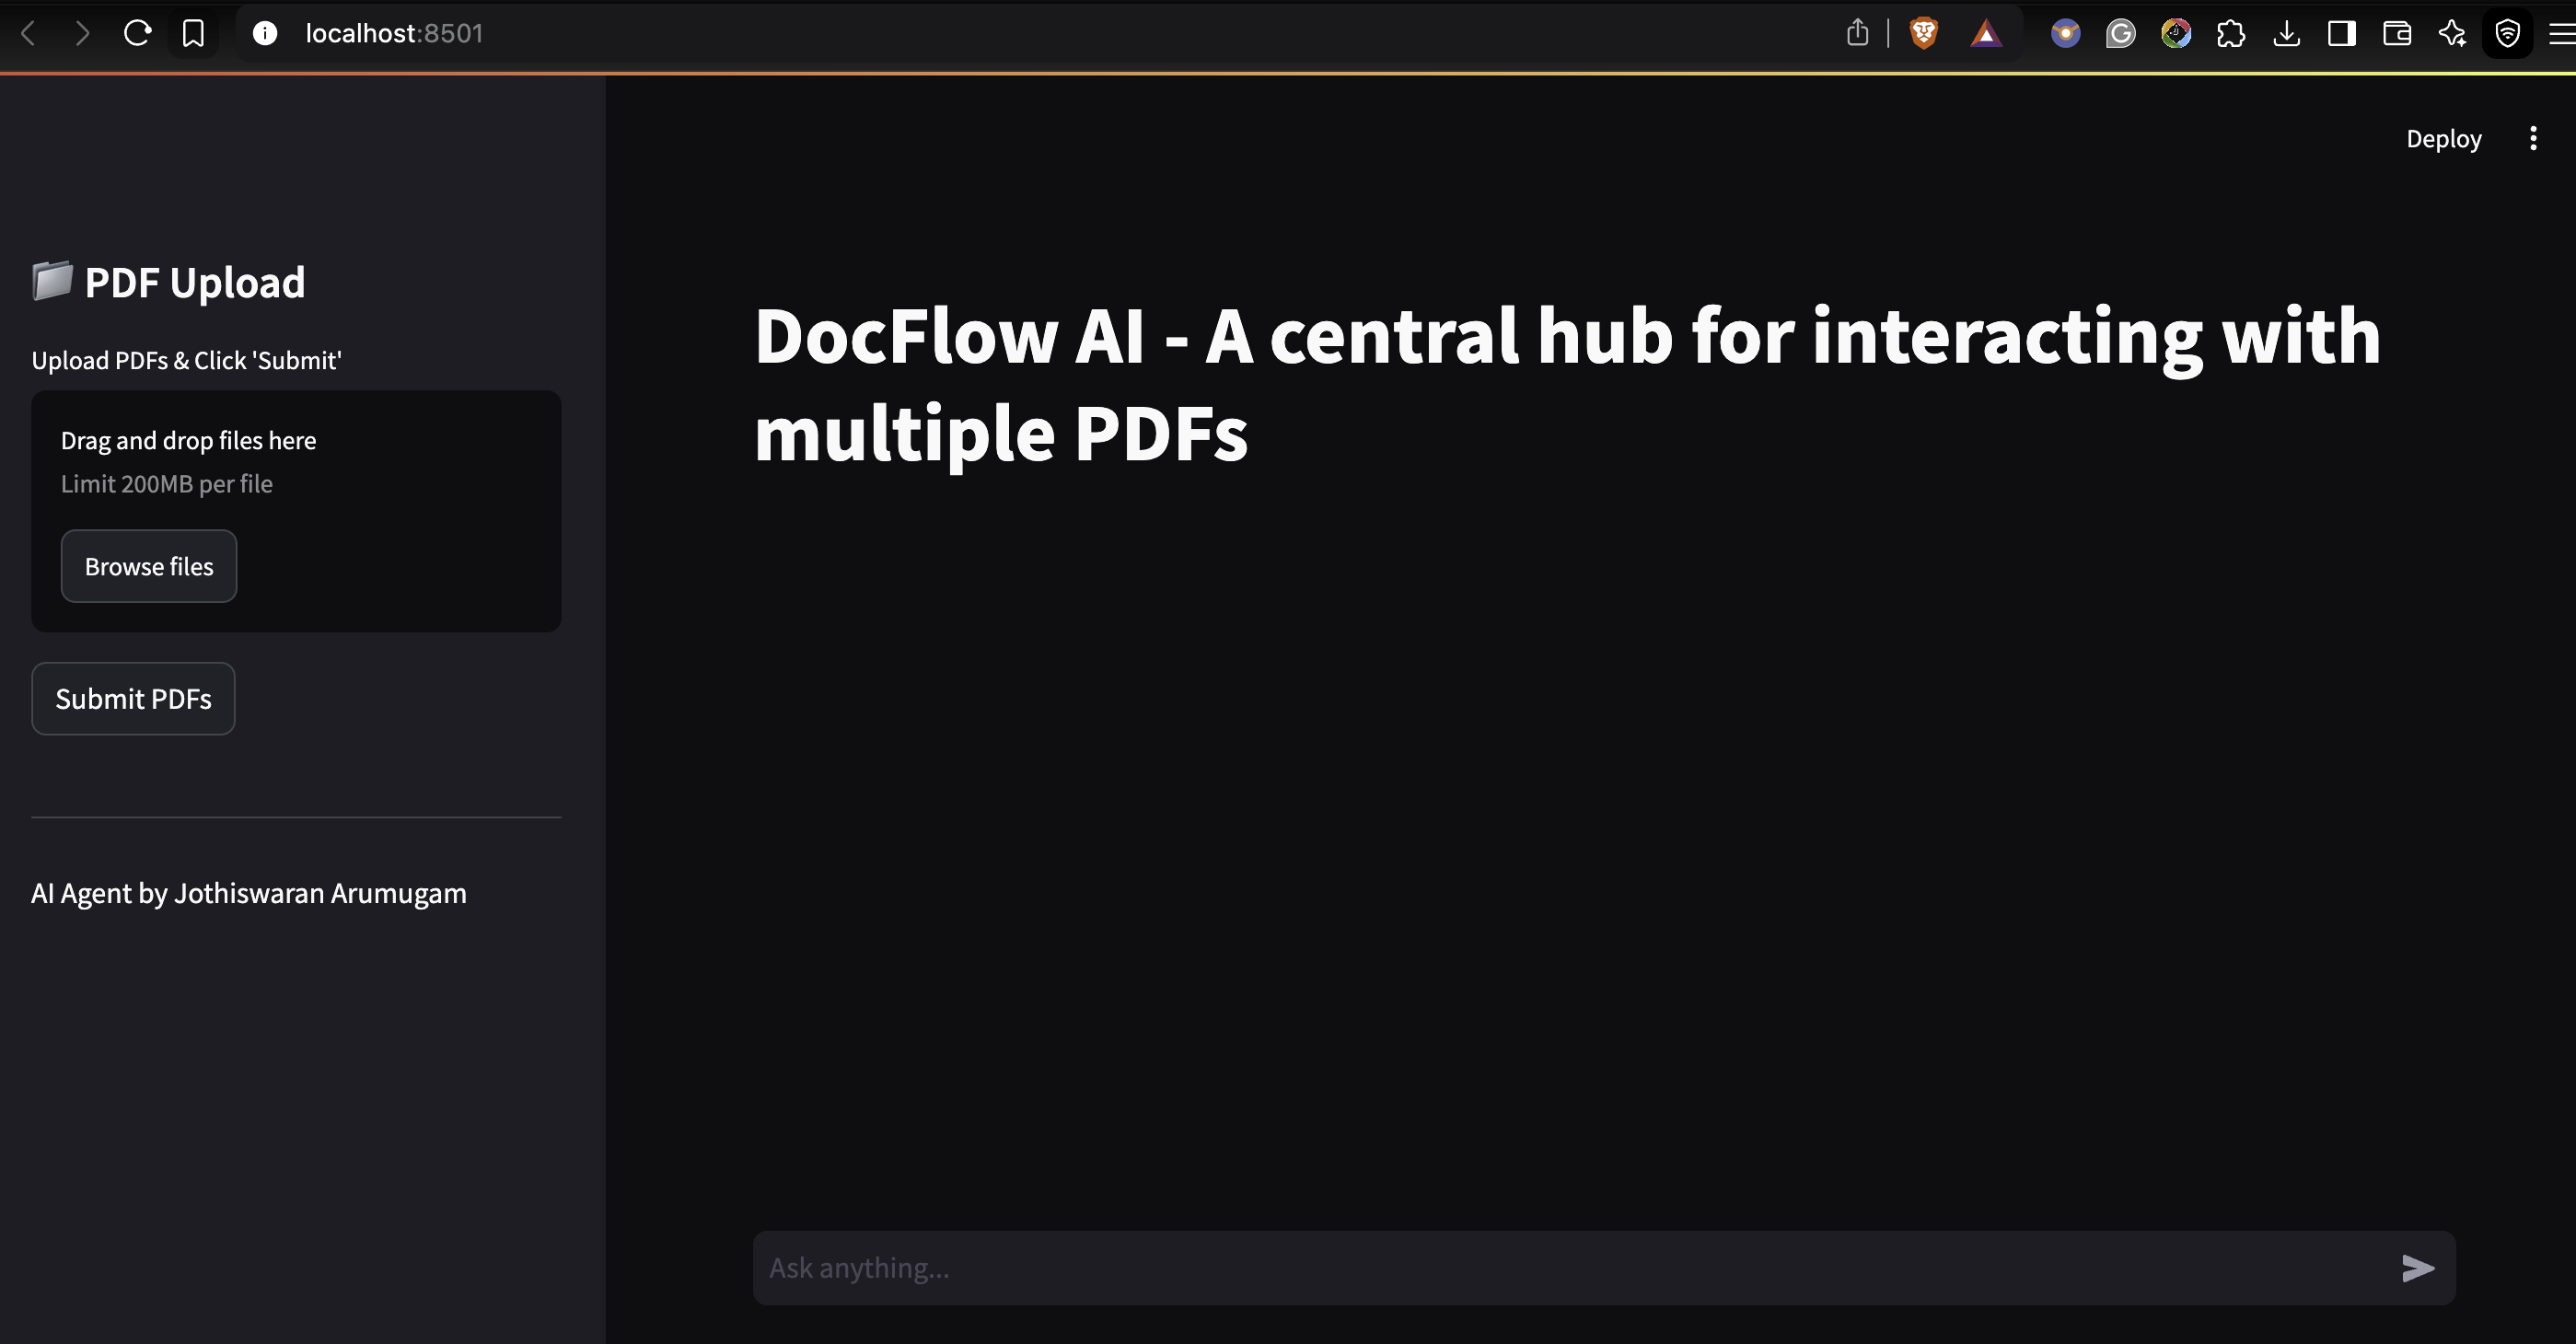 localhost:8501
Deploy
PDF Upload
Upload PDFs & Click 'Submit'
Drag and drop files here
Limit 200MB per file
Browse files
Submit PDFs
AI Agent by Jothiswaran Arumugam
DocFlow AI - A central hub for interacting with
multiple PDFs
Ask anything...